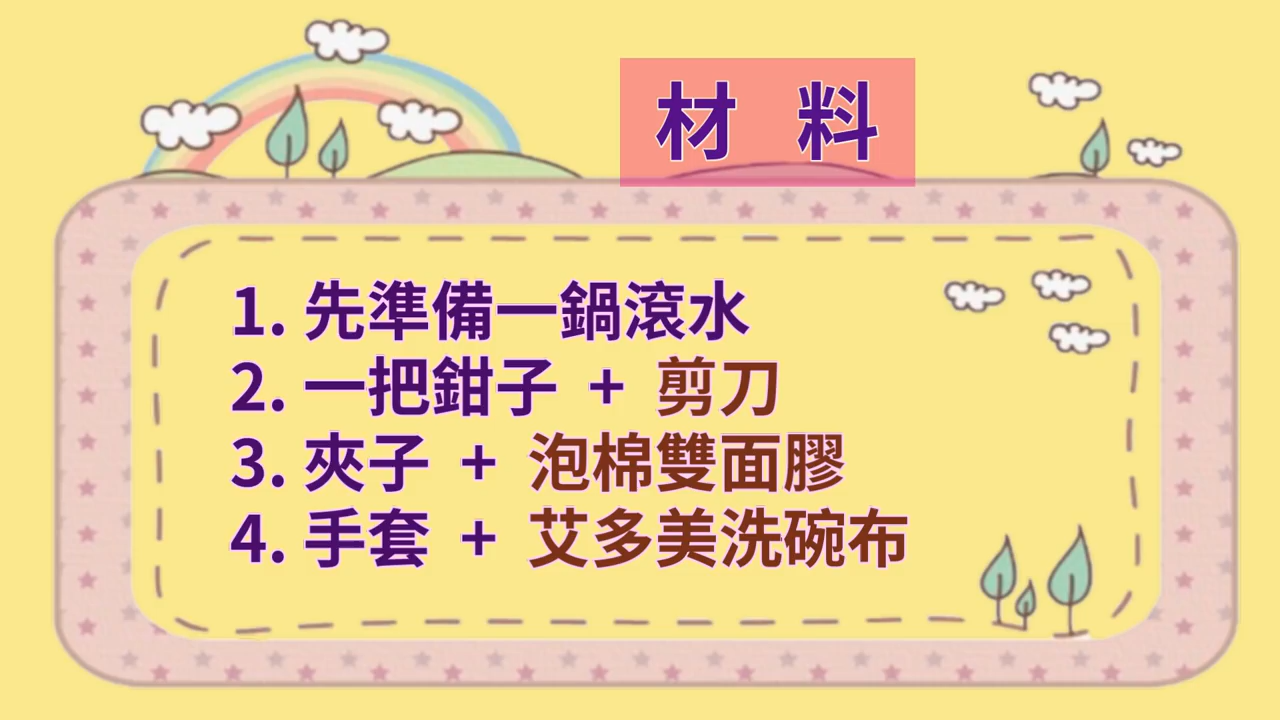 材 料
1. 先準備一鍋滾水
2. 一把鉗子 + 剪刀
3. 夾子 + 泡棉雙面膠
4. 手套 + 艾多美洗碗布